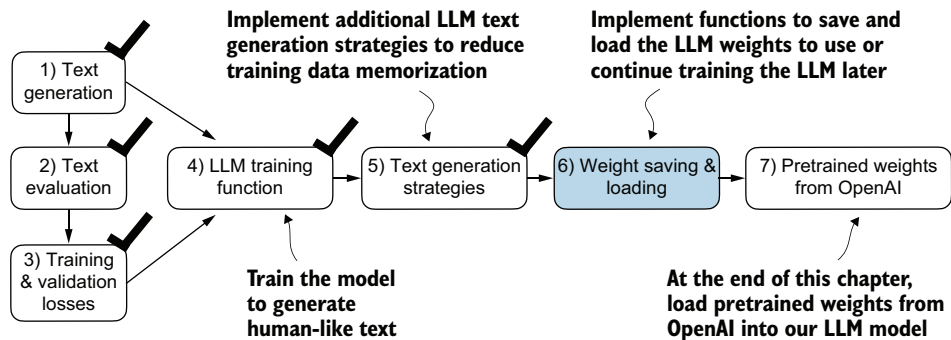 Implement additional LLM text
generation strategies to reduce
training data memorization
Implement functions to save and
load the LLM weights to use or
continue training the LLM later
1) Text
generation
2) Text
evaluation
3) Training
& validation
losses
4) LLM training
function
5) Text generation
strategies
6) Weight saving &
loading
7) Pretrained weights
from OpenAI
Train the model
to generate
human-like text
At the end of this chapter,
load pretrained weights from
OpenAI into our LLM model